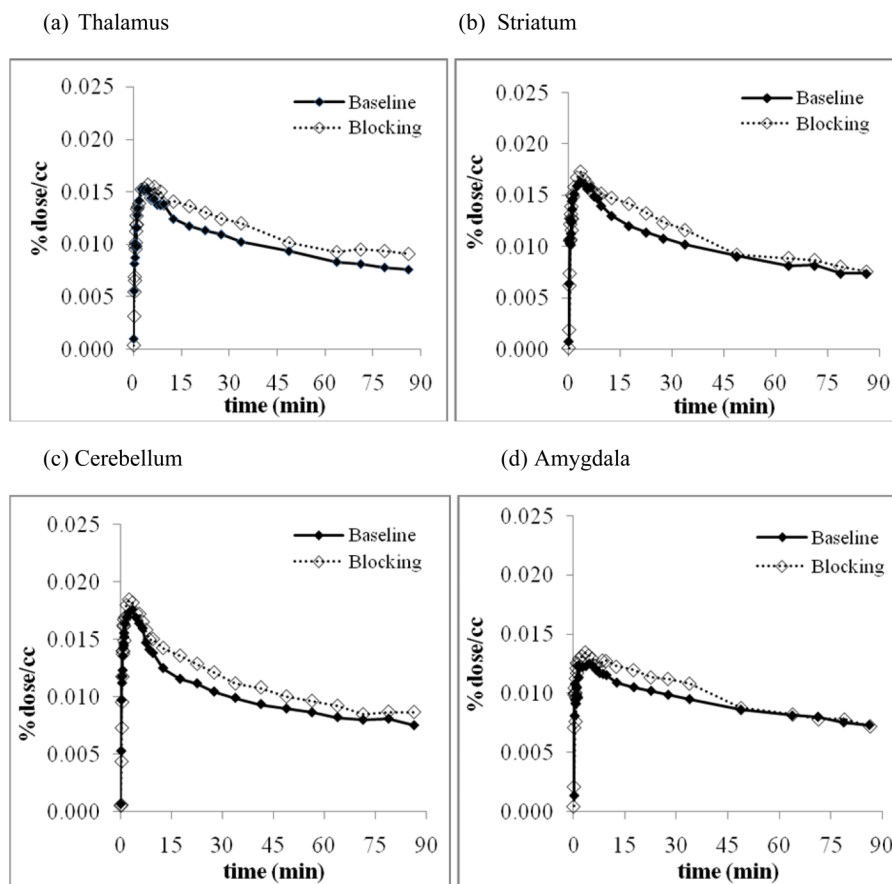 (a) Thalamus
(b) Striatum
0.025
0.020
0.015
0.010
0.005
0.000
% dose/cc
Baseline
Blocking
0 15 30 45 60 75 90
time (min)
0.025
0.020
0.015
0.010
0.005
0.000
% dose/cc
Baseline
Blocking
0 15 30 45 60 75 90
time (min)
(c) Cerebellum
(d) Amygdala
0.025
0.020
0.015
0.010
0.005
0.000
% dose/cc
Baseline
Blocking
0 15 30 45 60 75 90
time (min)
0.025
0.020
0.015
0.010
0.005
0.000
% dose/cc
Baseline
Blocking
0 15 30 45 60 75 90
time (min)